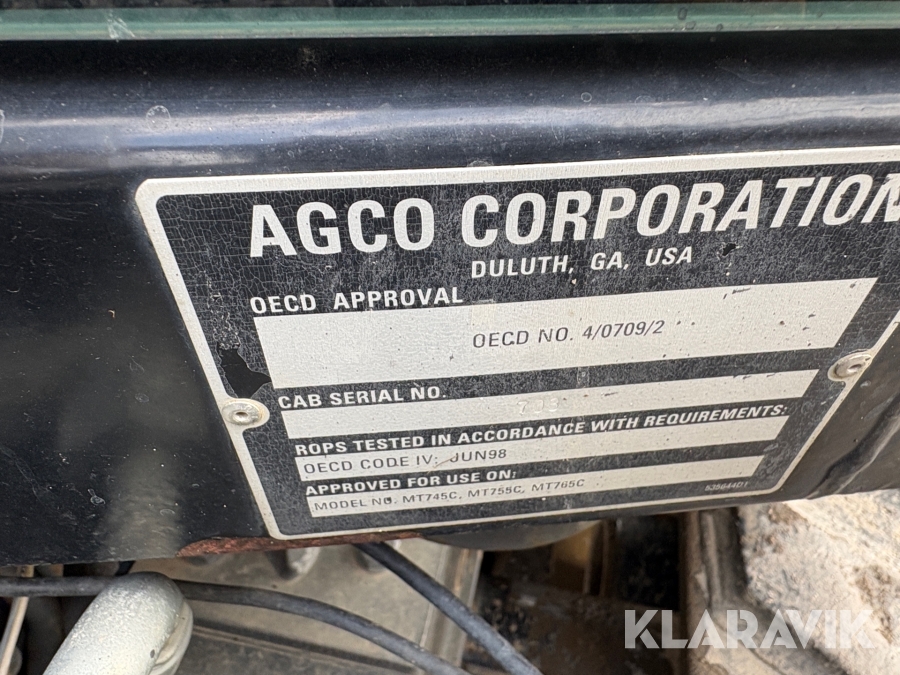 AGCO CORPORATION
DULUTH, GA, USA
OECD APPROVAL
OECD NO. 4/0709/2
CAB SERIAL NO.
ROPS TESTED IN ACCORDANCE WITH REQUIREMENTS:
OECD CODE IV: JUN98
APPROVED FOR USE ON:
MODEL NO. MT745C, MT755C, MT765C
535644D1
KLARAVIK